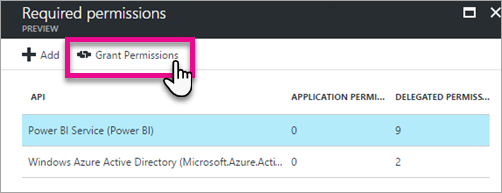 Required permissions
PREVIEW
Add Grant Permissions
API APPLICATION PERMI... DELEGATED PERMISS...
Power BI Service (Power BI) 0 9
Windows Azure Active Directory (Microsoft.Azure.Acti... 0 2